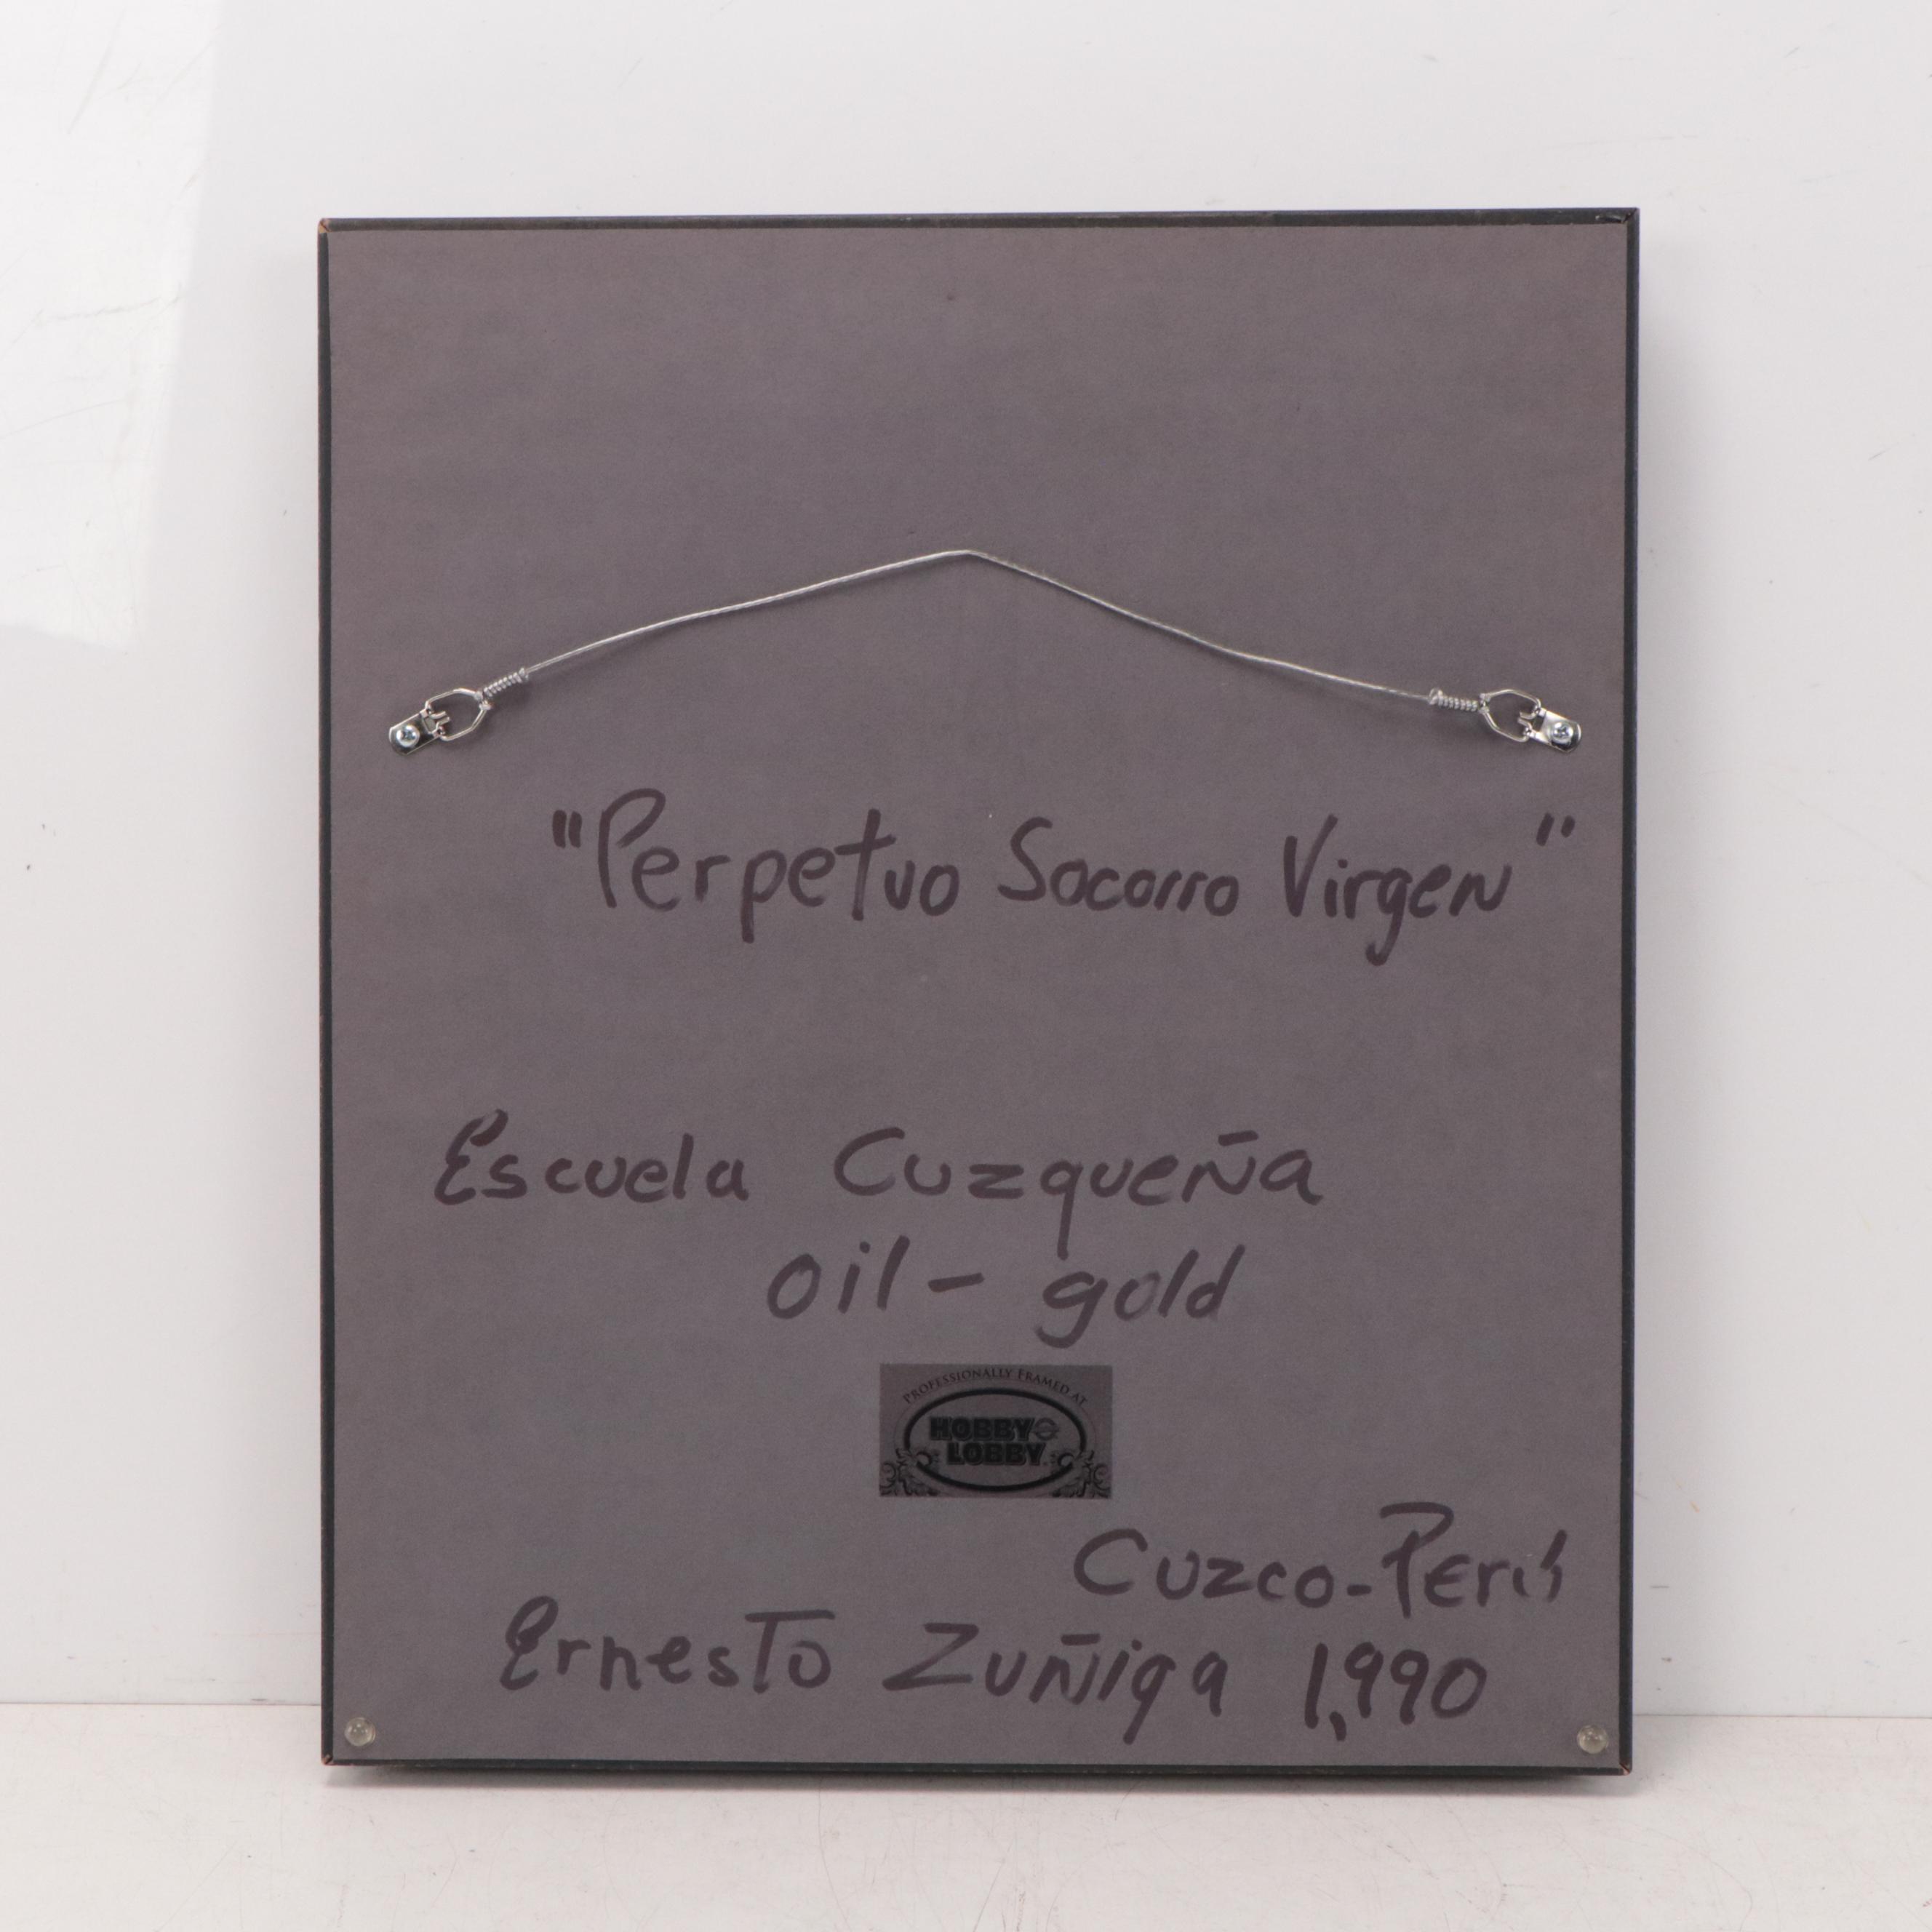 "Perpetuo Socorro Virgen"
Escuela Cuzqueña
oil - gold
PROFESSIONALLY FRAMED AT
HOBBY
LOBBY
Cuzco-Perú
Ernesto Zuñiga 1,990